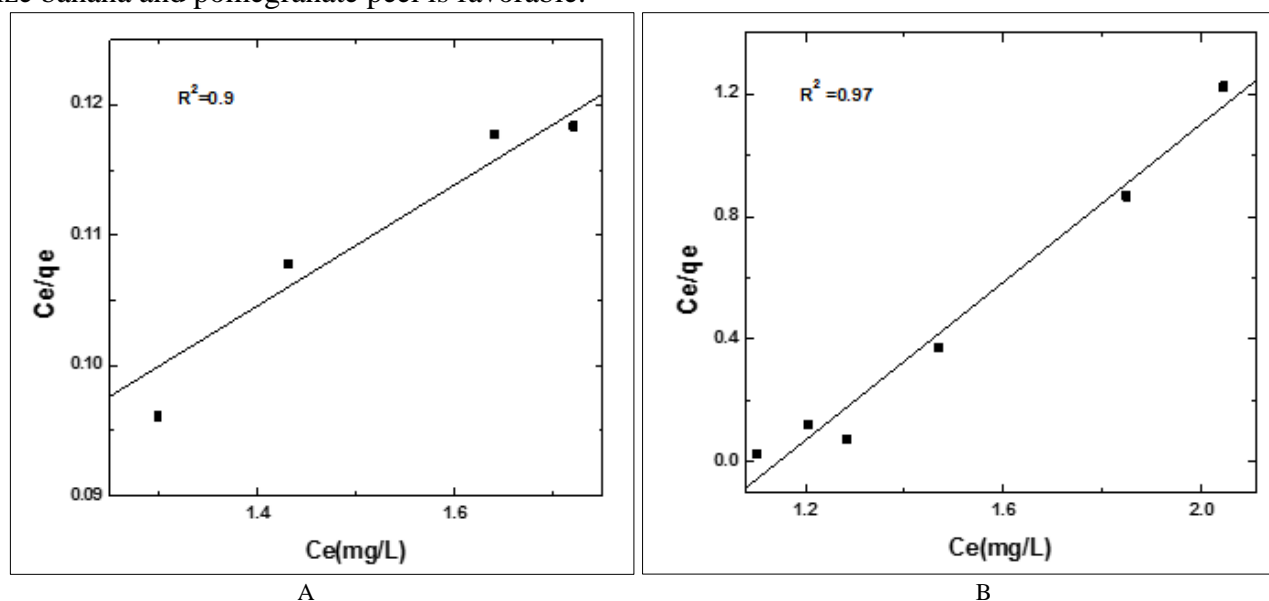 banana and pomegranate peel is favorable.
R²=0.9
0.12
0.11
0.10
0.09
Ce/qe
1.4 1.6
Ce(mg/L)
A
R² =0.97
1.2
0.8
0.4
0.0
Ce/qe
1.2 1.6 2.0
Ce(mg/L)
B